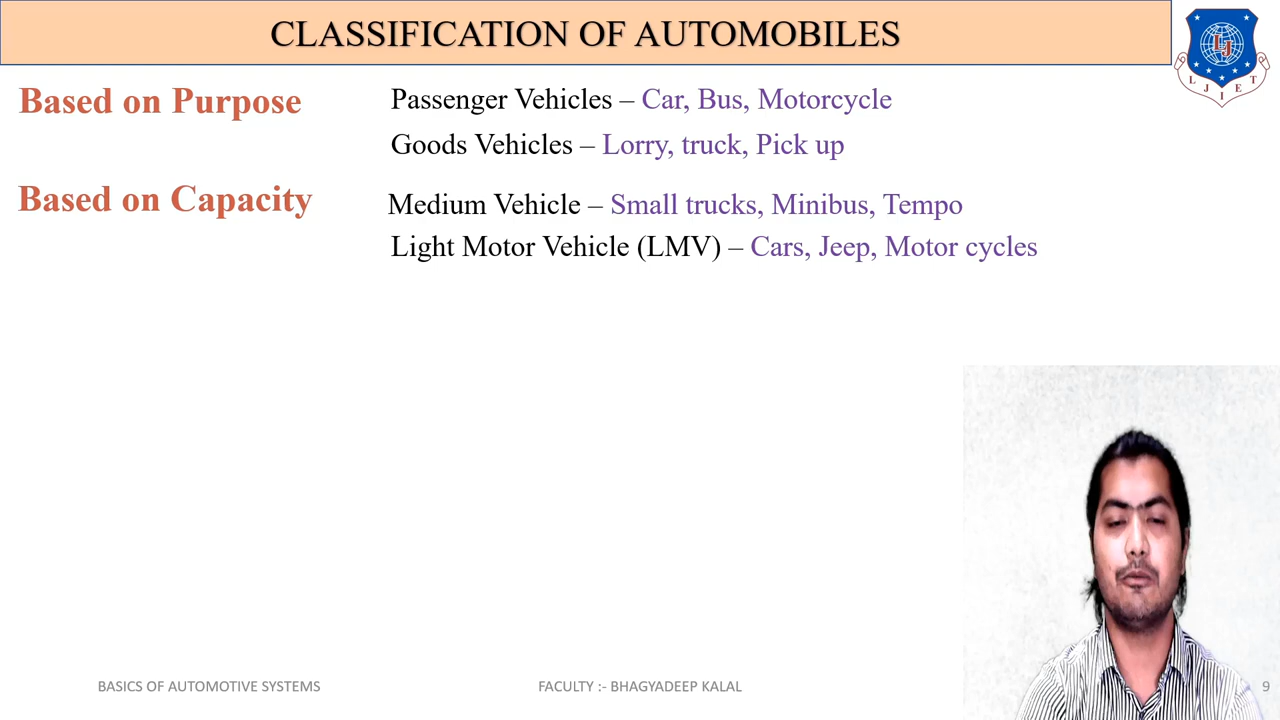 CLASSIFICATION OF AUTOMOBILES
LJ
L J I E T
Based on Purpose
Passenger Vehicles – Car, Bus, Motorcycle
Goods Vehicles – Lorry, truck, Pick up
Based on Capacity
Medium Vehicle – Small trucks, Minibus, Tempo
Light Motor Vehicle (LMV) – Cars, Jeep, Motor cycles
BASICS OF AUTOMOTIVE SYSTEMS
FACULTY :- BHAGYADEEP KALAL
9